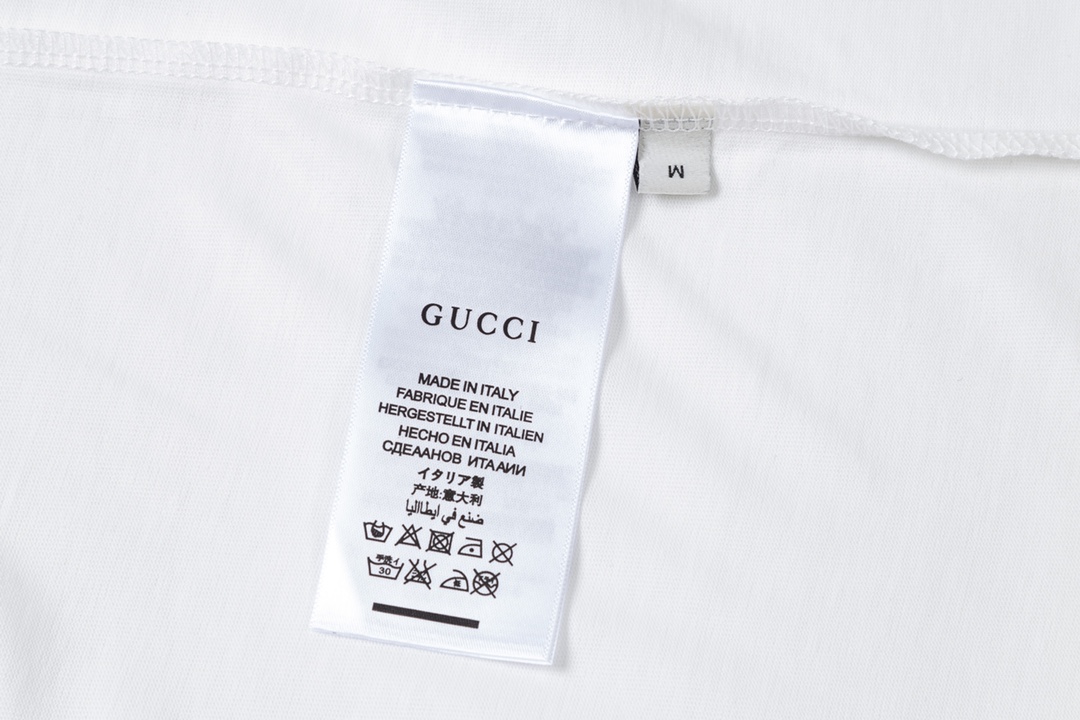 M
GUCCI
MADE IN ITALY
FABRIQUE EN ITALIE
HERGESTELLT IN ITALIEN
HECHO EN ITALIA
СДЕААНОВ ИТААИИ
イタリア製
产地:意大利
صنع في ايطااليا
30